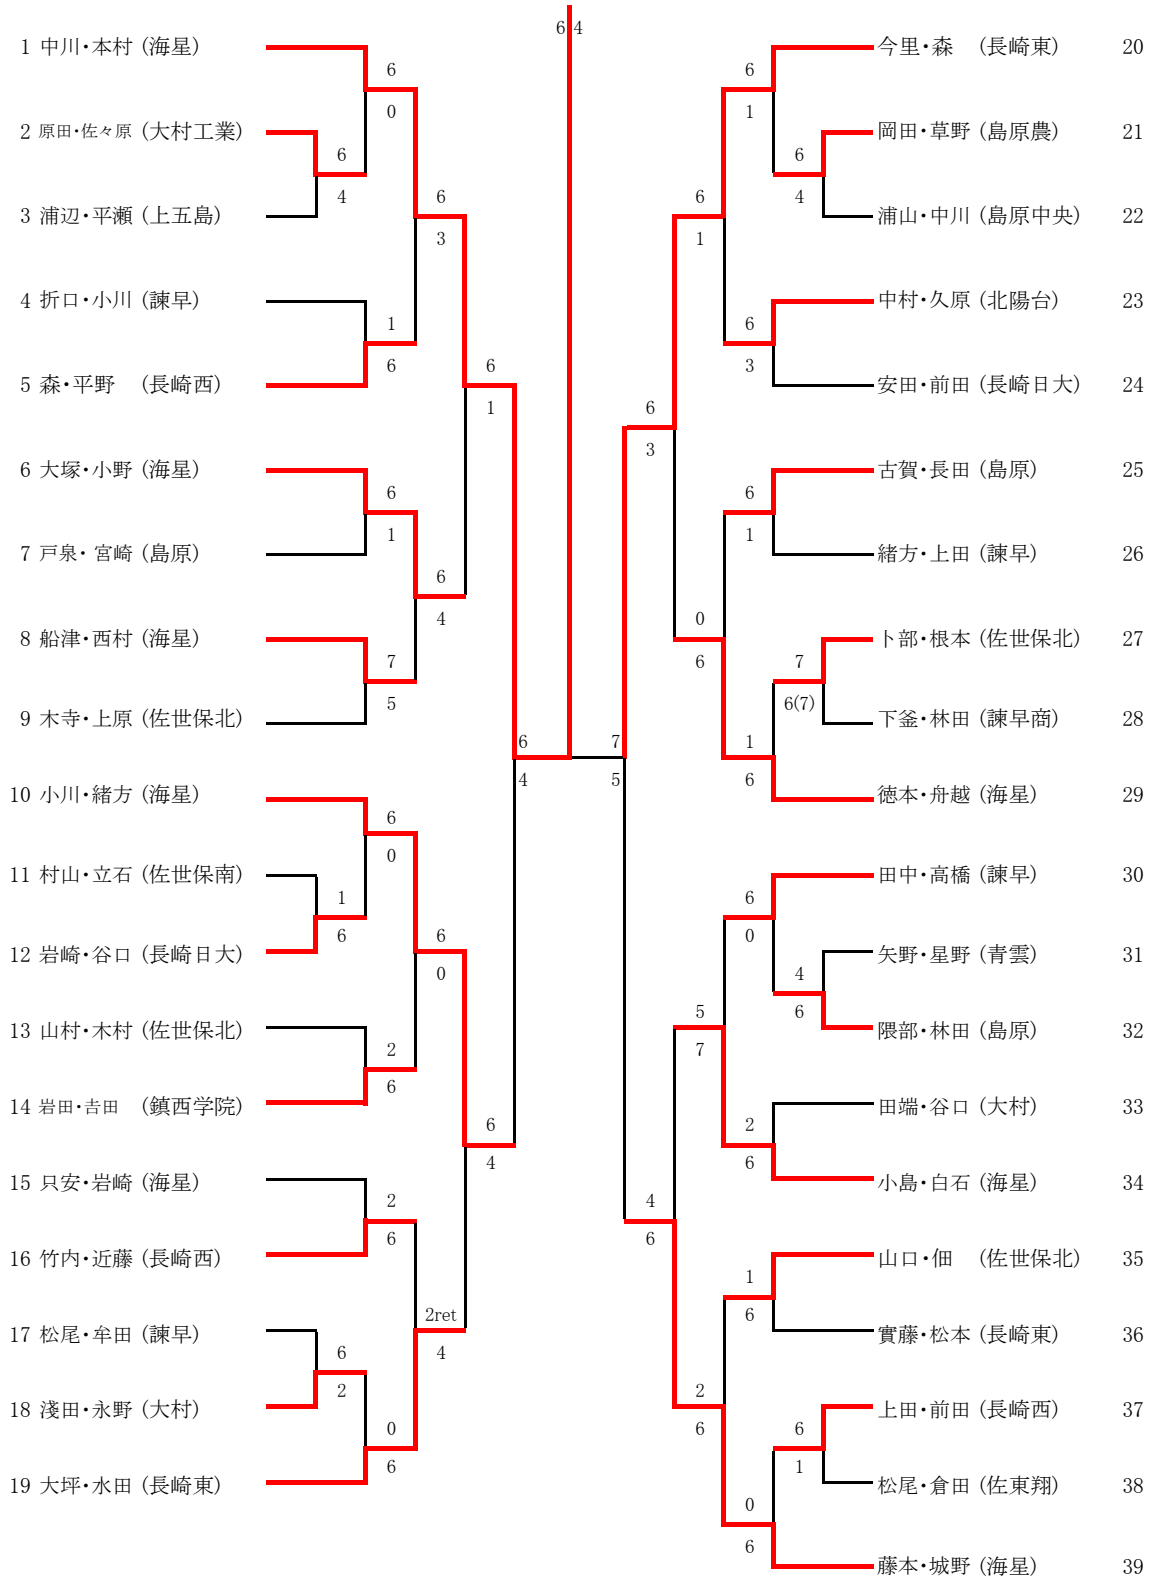 6 4
1 中川・本村 (海星)
6
0
2 原田・佐々原 (大村工業)
6
4
3 浦辺・平瀬 (上五島)
6
3
4 折口・小川 (諫早)
1
6
5 森・平野 (長崎西)
6
1
6 大塚・小野 (海星)
6
1
7 戸泉・宮崎 (島原)
6
4
8 船津・西村 (海星)
7
5
9 木寺・上原 (佐世保北)
6
4
10 小川・緒方 (海星)
6
0
11 村山・立石 (佐世保南)
1
6
12 岩崎・谷口 (長崎日大)
6
0
13 山村・木村 (佐世保北)
2
6
14 岩田・吉田 (鎮西学院)
6
4
15 只安・岩崎 (海星)
2
6
16 竹内・近藤 (長崎西)
2ret
4
17 松尾・牟田 (諫早)
6
2
18 淺田・永野 (大村)
0
6
19 大坪・水田 (長崎東)
今里・森 (長崎東) 20
6
1
岡田・草野 (島原農) 21
6
4
浦山・中川 (島原中央) 22
6
1
中村・久原 (北陽台) 23
6
3
安田・前田 (長崎日大) 24
6
3
古賀・長田 (島原) 25
6
1
緒方・上田 (諫早) 26
0
6
卜部・根本 (佐世保北) 27
7
6(7)
下釜・林田 (諫早商) 28
1
6
徳本・舟越 (海星) 29
7
5
田中・高橋 (諫早) 30
6
0
矢野・星野 (青雲) 31
4
6
隈部・林田 (島原) 32
5
7
田端・谷口 (大村) 33
2
6
小島・白石 (海星) 34
4
6
山口・佃 (佐世保北) 35
1
6
實藤・松本 (長崎東) 36
2
6
上田・前田 (長崎西) 37
6
1
松尾・倉田 (佐東翔) 38
0
6
藤本・城野 (海星) 39